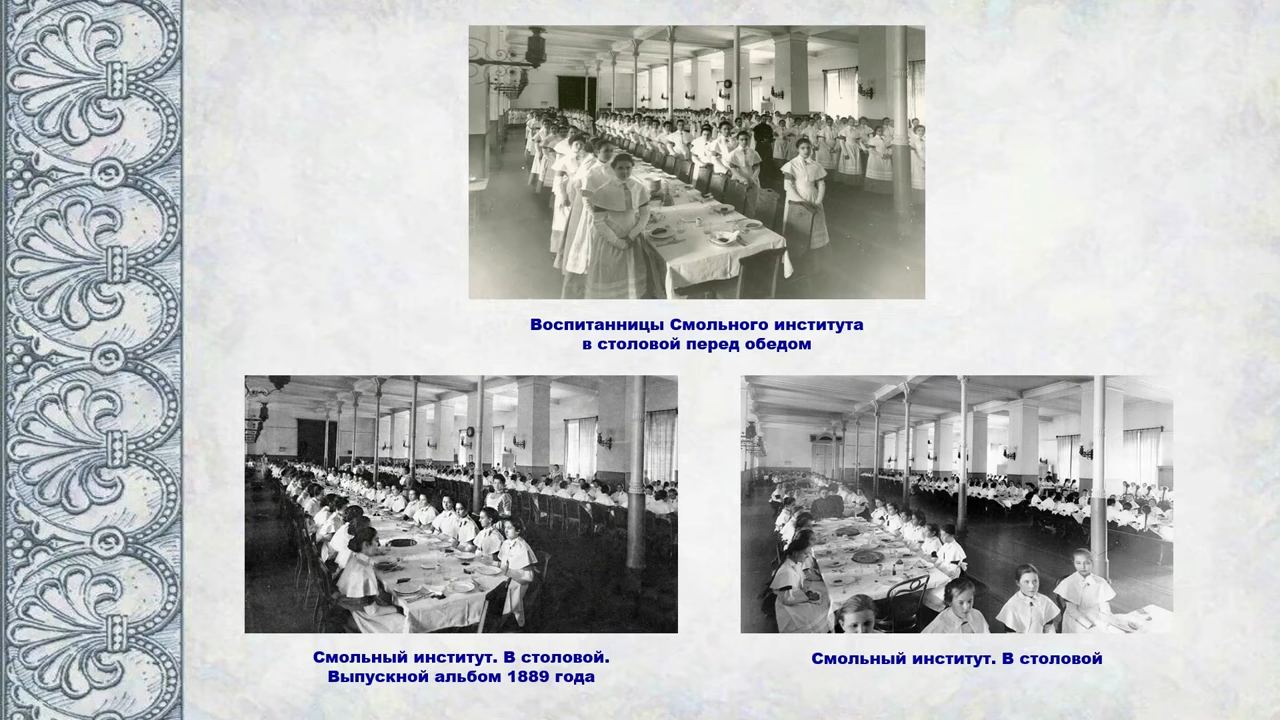 Воспитанницы Смольного института
в столовой перед обедом
Смольный институт. В столовой.
Выпускной альбом 1889 года
Смольный институт. В столовой